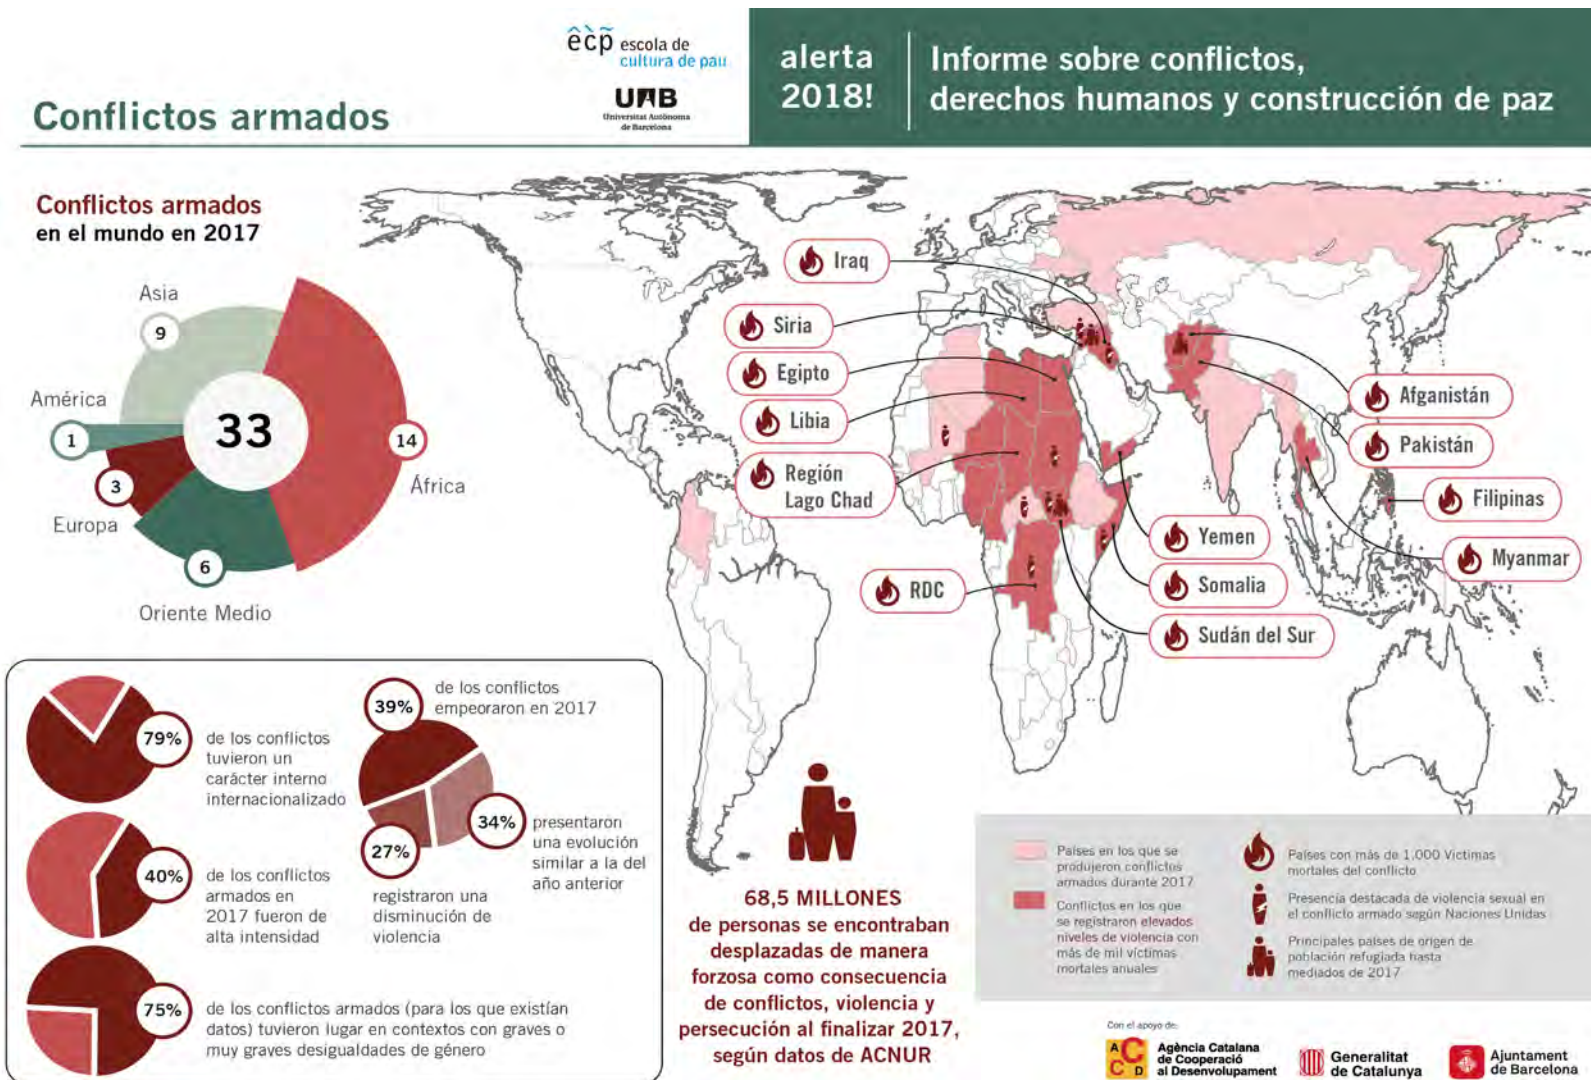 êcp̃ escola de
cultura de pau
UAB
Universitat Autònoma
de Barcelona
alerta
2018!
Informe sobre conflictos,
derechos humanos y construcción de paz
Conflictos armados
Conflictos armados
en el mundo en 2017
Asia
9
América
1
33
14
África
3
Europa
6
Oriente Medio
Iraq
Siria
Egipto
Libia
Región
Lago Chad
RDC
Afganistán
Pakistán
Filipinas
Myanmar
Yemen
Somalia
Sudán del Sur
79%
de los conflictos
tuvieron un
carácter interno
internacionalizado
40%
de los conflictos
armados en
2017 fueron de
alta intensidad
75%
de los conflictos armados (para los que existían
datos) tuvieron lugar en contextos con graves o
muy graves desigualdades de género
39%
de los conflictos
empeoraron en 2017
34%
presentaron
una evolución
similar a la del
año anterior
27%
registraron una
disminución de
violencia
68,5 MILLONES
de personas se encontraban
desplazadas de manera
forzosa como consecuencia
de conflictos, violencia y
persecución al finalizar 2017,
según datos de ACNUR
Países en los que se
produjeron conflictos
armados durante 2017
Conflictos en los que
se registraron elevados
niveles de violencia con
más de mil víctimas
mortales anuales
Países con más de 1.000 Víctimas
mortales del conflicto
Presencia destacada de violencia sexual en
el conflicto armado según Naciones Unidas
Principales países de origen de
población refugiada hasta
mediados de 2017
Con el apoyo de:
ACCD
Agència Catalana
de Cooperació
al Desenvolupament
Generalitat
de Catalunya
Ajuntament
de Barcelona